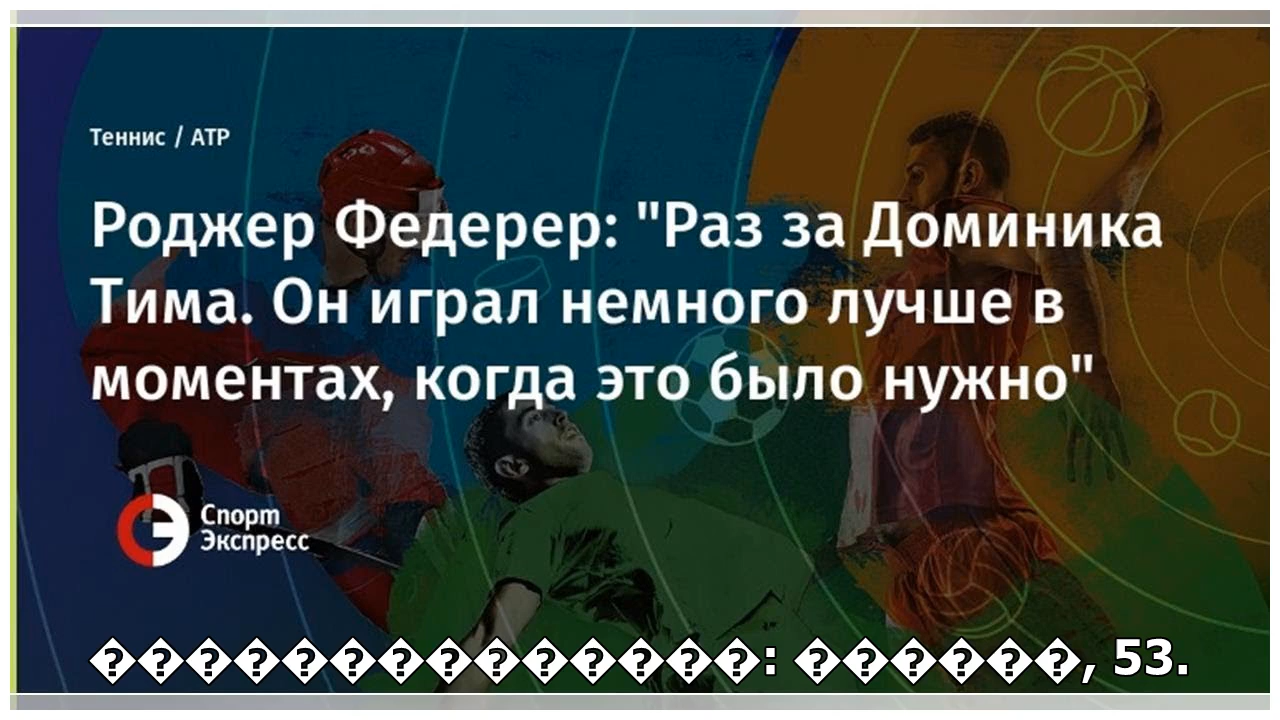 Теннис / ATP
Роджер Федерер: "Раз за Доминика
Тима. Он играл немного лучше в
моментах, когда это было нужно"
СЭ Спорт
Экспресс
��������������: ������, 53.